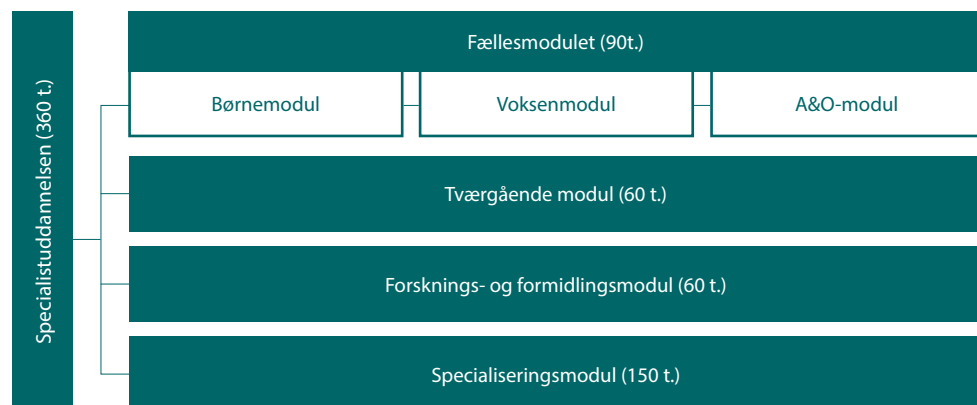 Specialistuddannelsen (360 t.)
Fællesmodulet (90t.)
Børnemodul
Voksenmodul
A&O-modul
Tværgående modul (60 t.)
Forsknings- og formidlingsmodul (60 t.)
Specialiseringsmodul (150 t.)